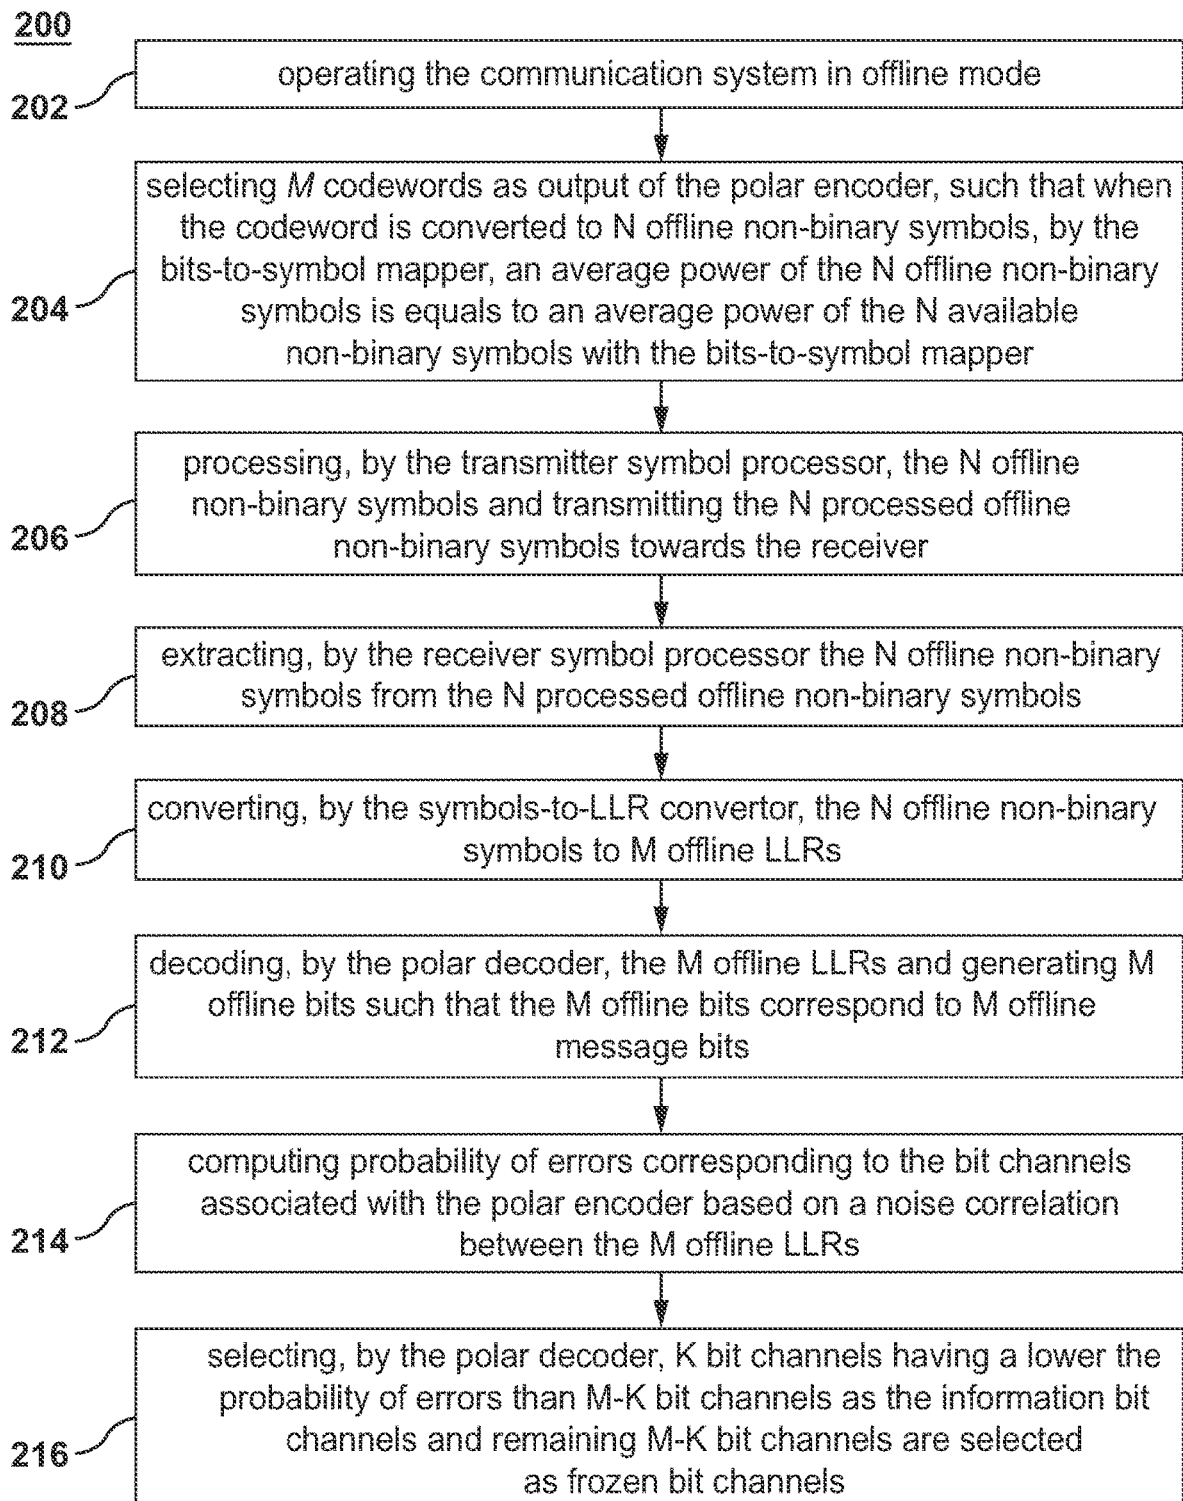 200
202
operating the communication system in offline mode
204
selecting M codewords as output of the polar encoder, such that when
the codeword is converted to N offline non-binary symbols, by the
bits-to-symbol mapper, an average power of the N offline non-binary
symbols is equals to an average power of the N available
non-binary symbols with the bits-to-symbol mapper
206
processing, by the transmitter symbol processor, the N offline
non-binary symbols and transmitting the N processed offline
non-binary symbols towards the receiver
208
extracting, by the receiver symbol processor the N offline non-binary
symbols from the N processed offline non-binary symbols
210
converting, by the symbols-to-LLR convertor, the N offline non-binary
symbols to M offline LLRs
212
decoding, by the polar decoder, the M offline LLRs and generating M
offline bits such that the M offline bits correspond to M offline
message bits
214
computing probability of errors corresponding to the bit channels
associated with the polar encoder based on a noise correlation
between the M offline LLRs
216
selecting, by the polar decoder, K bit channels having a lower the
probability of errors than M-K bit channels as the information bit
channels and remaining M-K bit channels are selected
as frozen bit channels